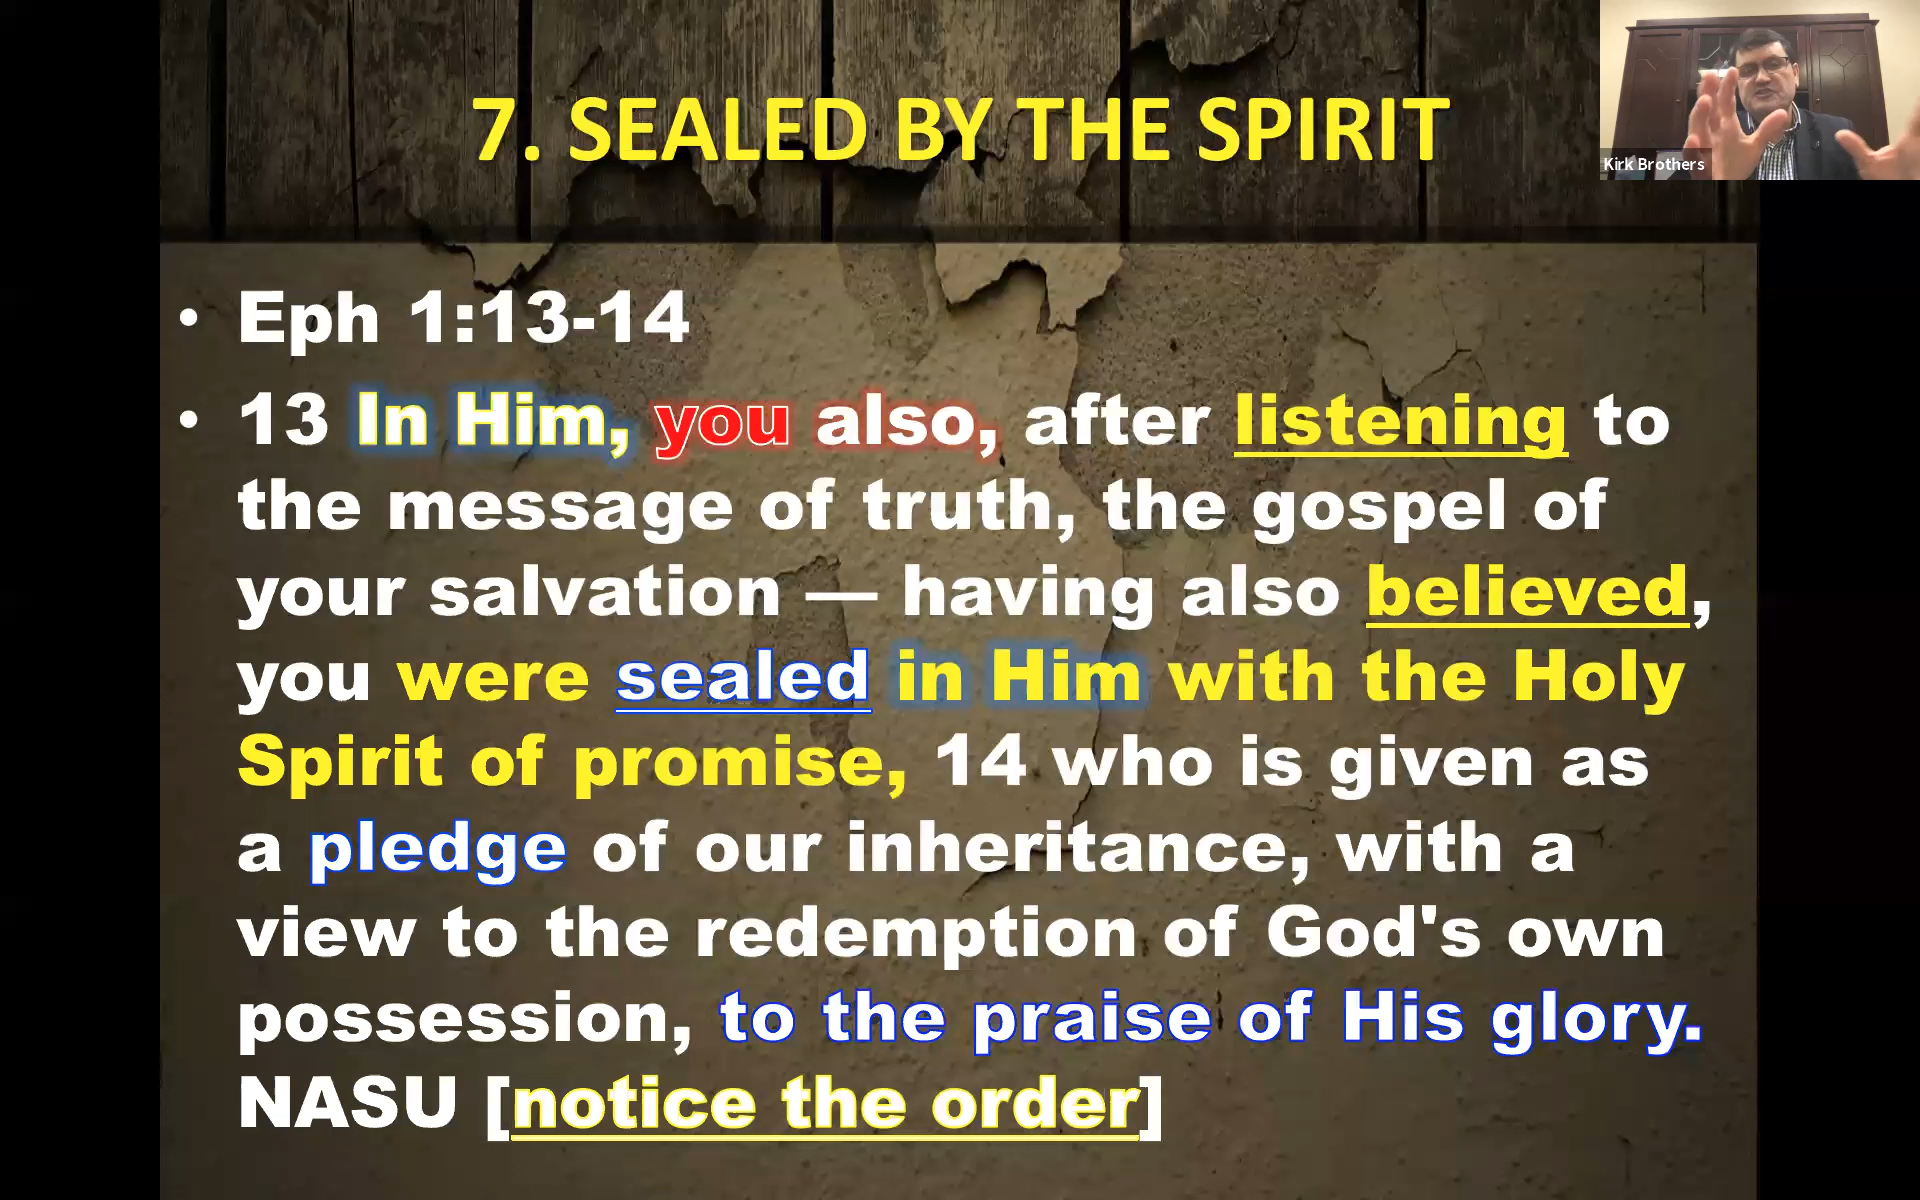 7. SEALED BY THE SPIRIT
Kirk Brothers
• Eph 1:13-14
• 13 In Him, you also, after listening to
the message of truth, the gospel of
your salvation — having also believed,
you were sealed in Him with the Holy
Spirit of promise, 14 who is given as
a pledge of our inheritance, with a
view to the redemption of God's own
possession, to the praise of His glory.
NASU [notice the order]